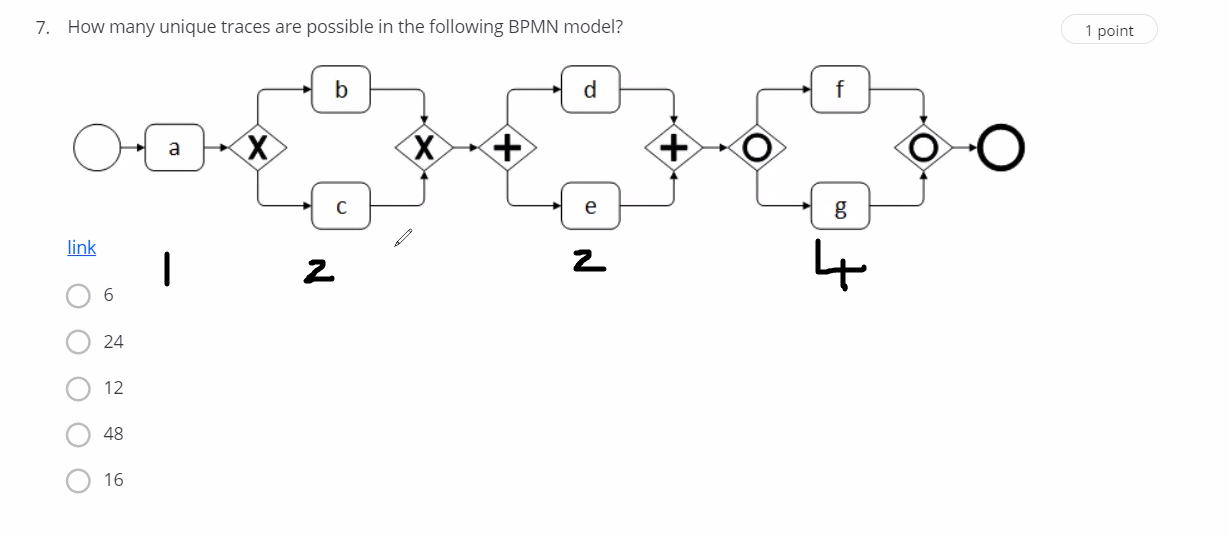 7. How many unique traces are possible in the following BPMN model?
1 point
b
d
f
a
X
X
+
+
O
O
c
e
g
link
1
2
2
4
6
24
12
48
16